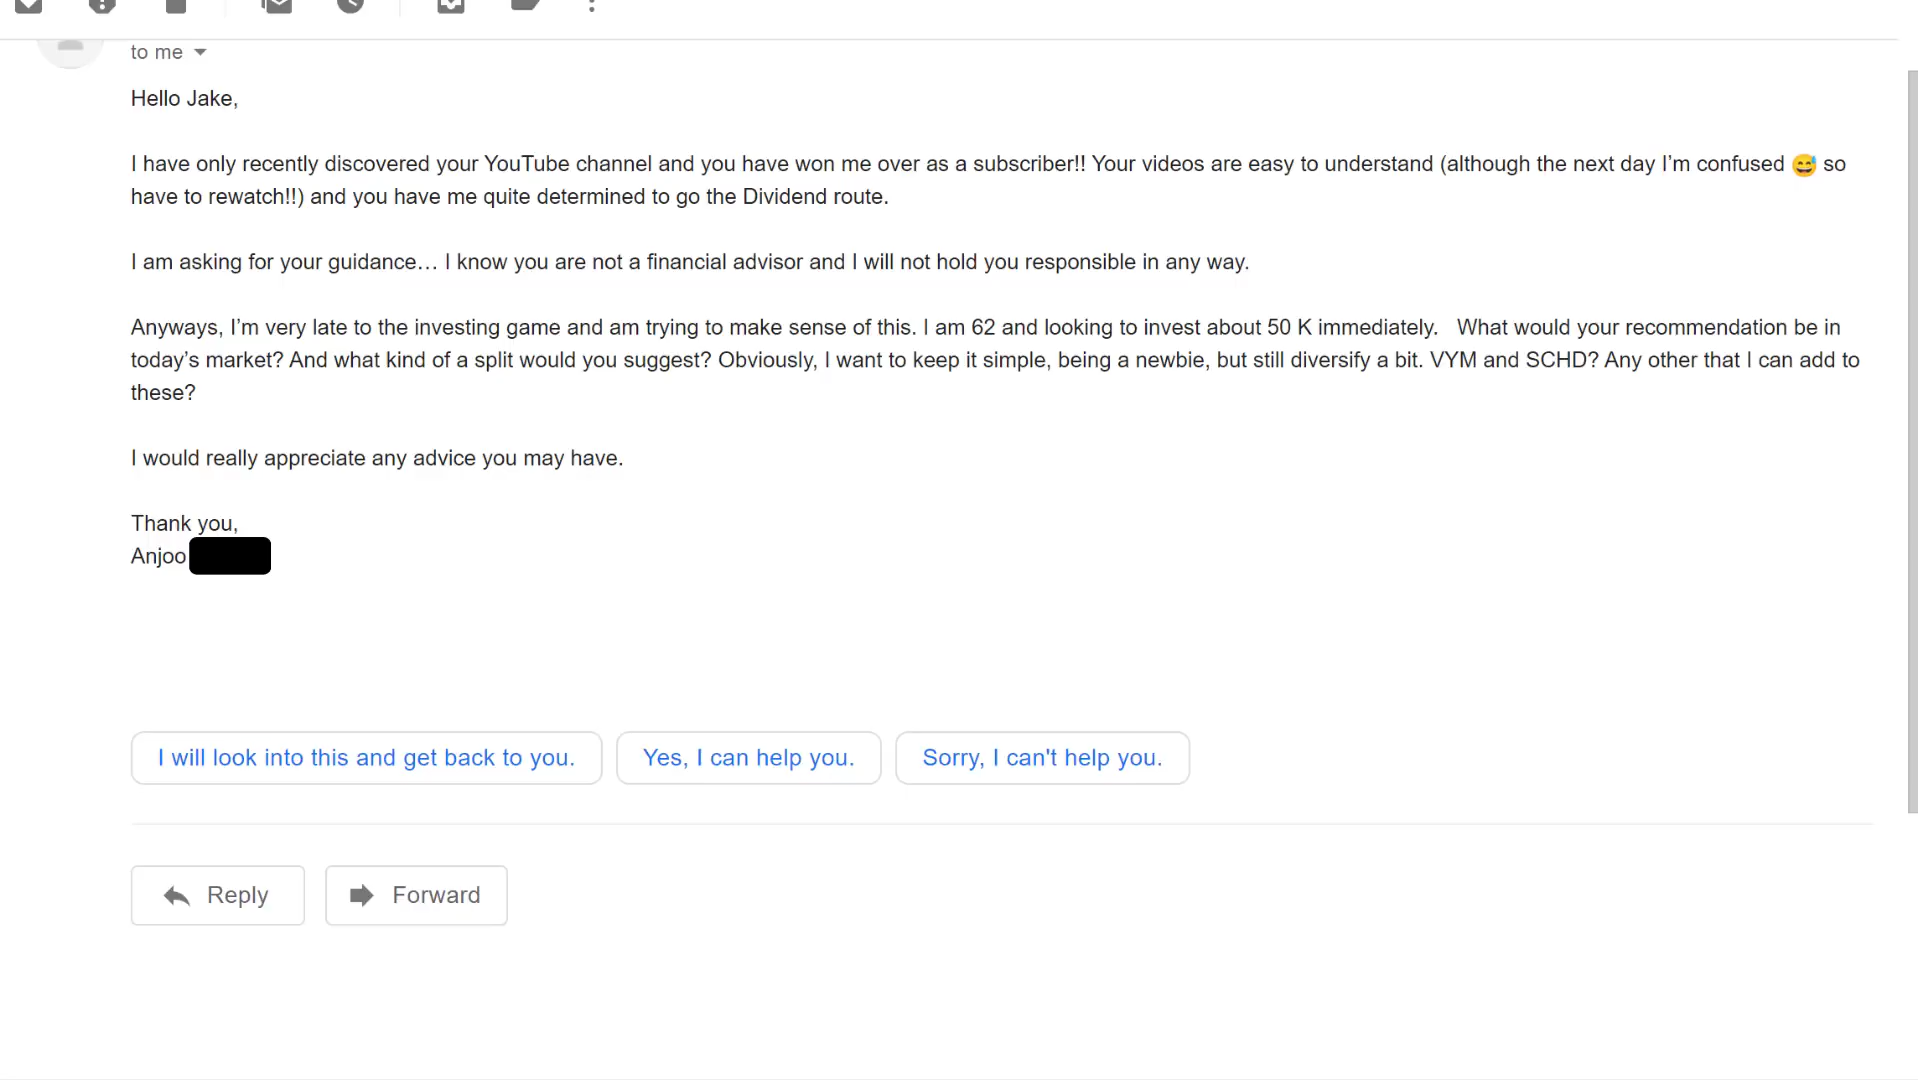 to me
Hello Jake,
I have only recently discovered your YouTube channel and you have won me over as a subscriber!! Your videos are easy to understand (although the next day I’m confused 😅 so
have to rewatch!!) and you have me quite determined to go the Dividend route.
I am asking for your guidance… I know you are not a financial advisor and I will not hold you responsible in any way.
Anyways, I’m very late to the investing game and am trying to make sense of this. I am 62 and looking to invest about 50 K immediately.   What would your recommendation be in
today’s market? And what kind of a split would you suggest? Obviously, I want to keep it simple, being a newbie, but still diversify a bit. VYM and SCHD? Any other that I can add to
these?
I would really appreciate any advice you may have.
Thank you,
Anjoo
I will look into this and get back to you. Yes, I can help you. Sorry, I can't help you.
Reply Forward